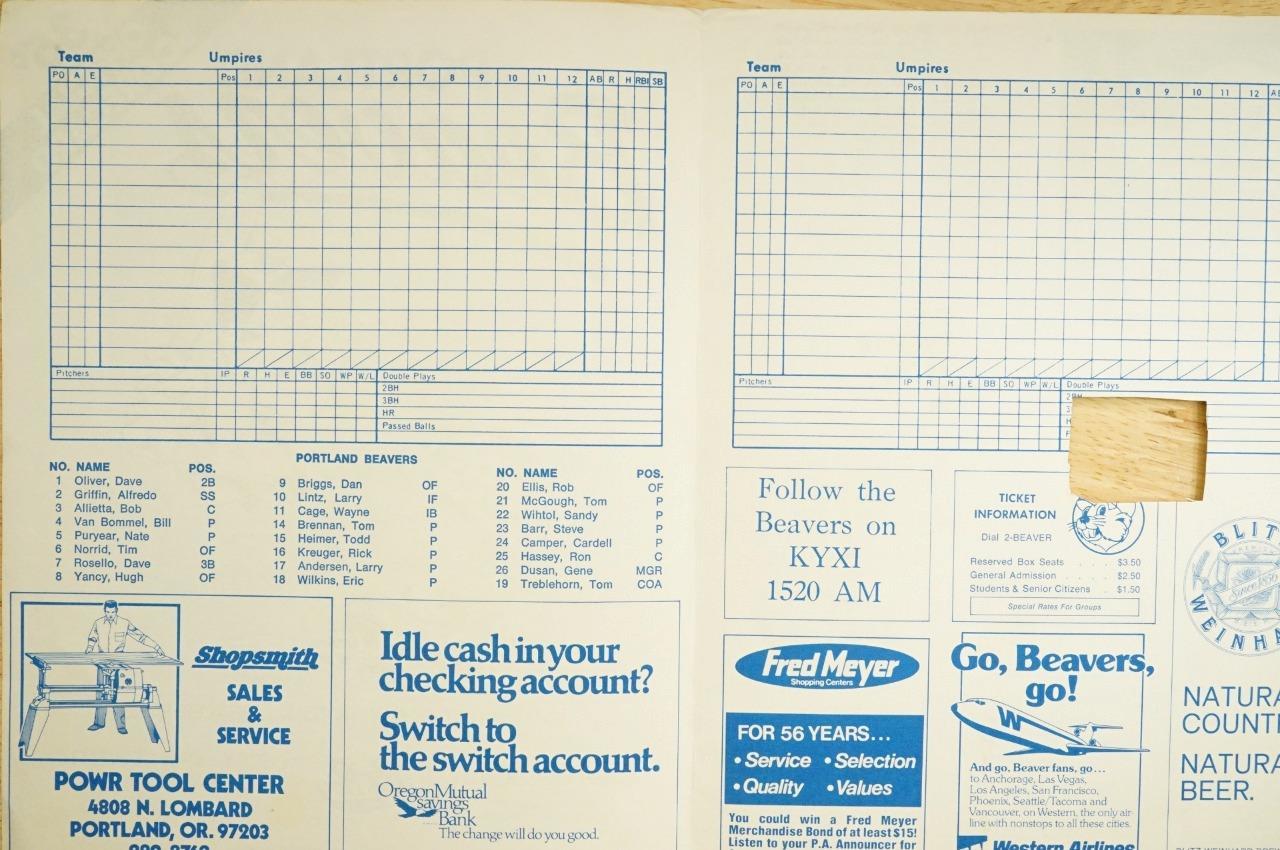 Team Umpires
PO A E Pos 1 2 3 4 5 6 7 8 9 10 11 12 AB R H RBI SB
Pitchers IP R H E BB SO WP W/L Double Plays
2BH
3BH
HR
Passed Balls
PORTLAND BEAVERS
NO. NAME POS.
1 Oliver, Dave 2B
2 Griffin, Alfredo SS
3 Allietta, Bob C
4 Van Bommel, Bill P
5 Puryear, Nate P
6 Norrid, Tim OF
7 Rosello, Dave 3B
8 Yancy, Hugh OF
9 Briggs, Dan OF
10 Lintz, Larry IF
11 Cage, Wayne IB
14 Brennan, Tom P
15 Heimer, Todd P
16 Kreuger, Rick P
17 Andersen, Larry P
18 Wilkins, Eric P
NO. NAME POS.
20 Ellis, Rob OF
21 McGough, Tom P
22 Wihtol, Sandy P
23 Barr, Steve P
24 Camper, Cardell P
25 Hassey, Ron C
26 Dusan, Gene MGR
19 Treblehorn, Tom COA
Shopsmith
SALES
&
SERVICE
POWR TOOL CENTER
4808 N. LOMBARD
PORTLAND, OR. 97203
Idle cash in your
checking account?
Switch to
the switch account.
Oregon Mutual
savings
Bank
The change will do you good.
Team Umpires
PO A E Pos 1 2 3 4 5 6 7 8 9 10 11 12
Pitchers IP R H E BB SO WP W/L Double Plays
Follow the
Beavers on
KYXI
1520 AM
TICKET
INFORMATION
Dial 2-BEAVER
Reserved Box Seats . . . $3.50
General Admission . . . . $2.50
Students & Senior Citizens . $1.50
Special Rates For Groups
Fred Meyer
Shopping Centers
FOR 56 YEARS...
• Service • Selection
• Quality • Values
You could win a Fred Meyer
Merchandise Bond of at least $15!
Listen to your P.A. Announcer for
Go, Beavers,
go!
W
And go, Beaver fans, go...
to Anchorage, Las Vegas,
Los Angeles, San Francisco,
Phoenix, Seattle/Tacoma and
Vancouver, on Western, the only air-
line with nonstops to all these cities.
Western Airlines
BLIT
Since 1856
WEINH
NATURA
COUNT
NATURA
BEER.